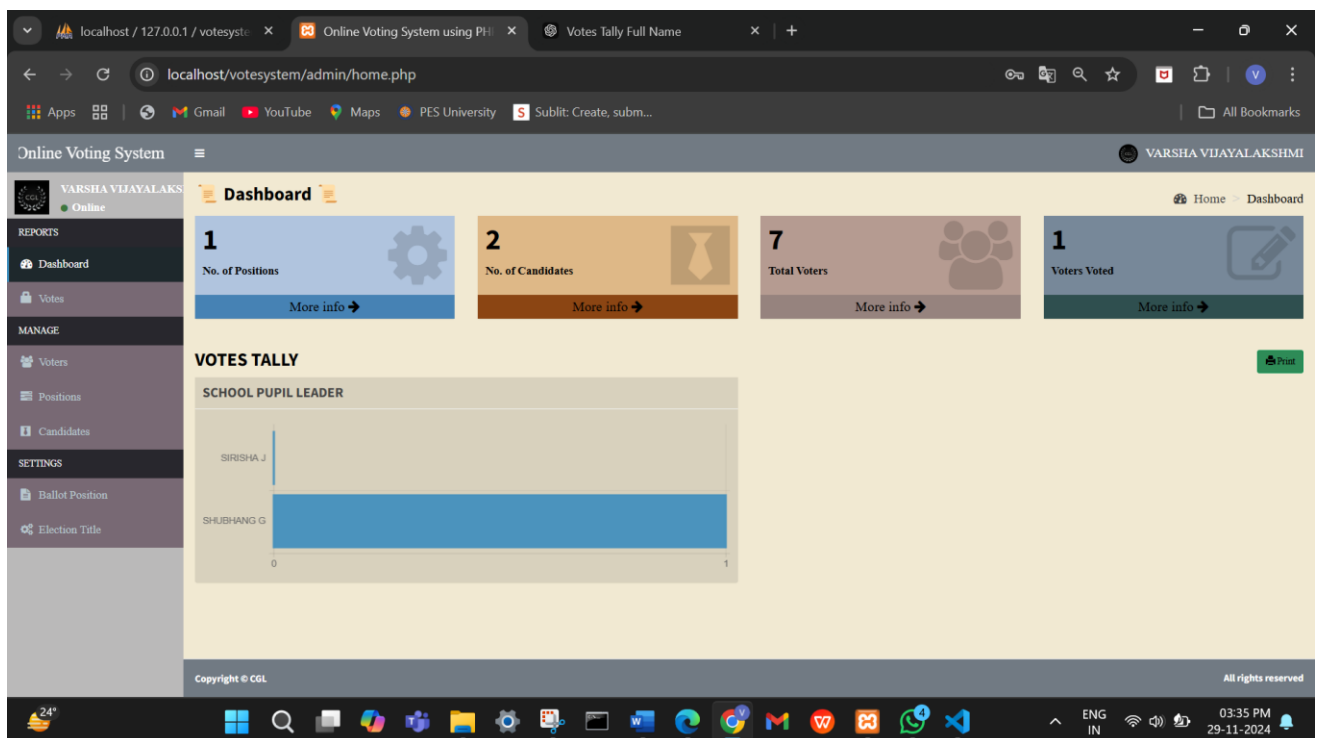 localhost / 127.0.0.1 / votesyste
Online Voting System using PH
Votes Tally Full Name
localhost/votesystem/admin/home.php
V
Apps
Gmail
YouTube
Maps
PES University
S Sublit: Create, subm...
All Bookmarks
Online Voting System
VARSHA VIJAYALAKSHMI
CGL
VARSHA VIJAYALAKS
Online
REPORTS
Dashboard
Votes
MANAGE
Voters
Positions
Candidates
SETTINGS
Ballot Position
Election Title
Dashboard
Home > Dashboard
1
No. of Positions
More info
2
No. of Candidates
More info
7
Total Voters
More info
1
Voters Voted
More info
VOTES TALLY
Print
SCHOOL PUPIL LEADER
SIRISHA J
SHUBHANG G
0 1
Copyright © CGL
All rights reserved
24°
V
4
ENG
IN
03:35 PM
29-11-2024